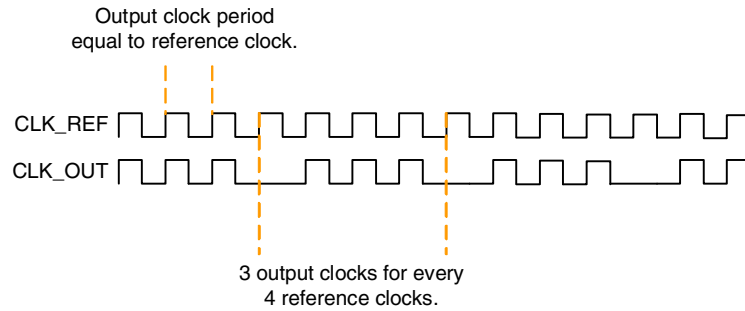 Output clock period
equal to reference clock.
CLK_REF
CLK_OUT
3 output clocks for every
4 reference clocks.